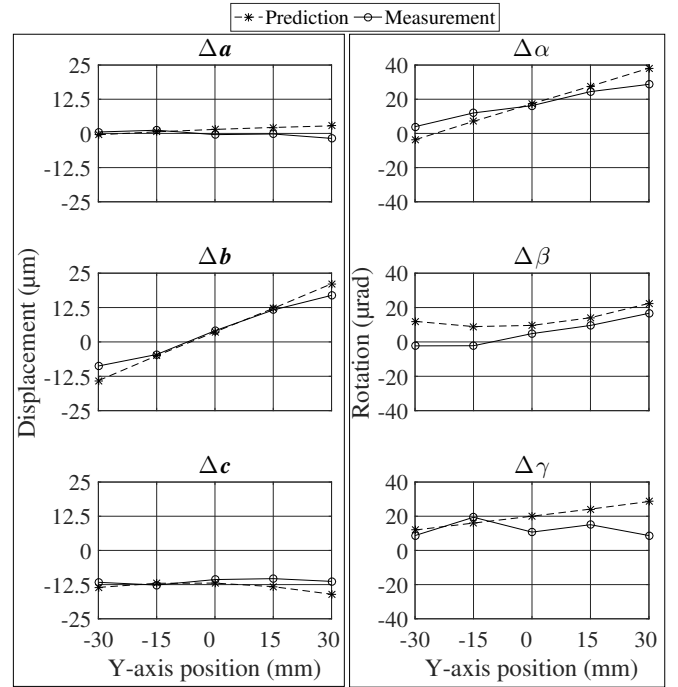 Prediction Measurement
Δa
25
12.5
0
-12.5
-25
Δb
25
12.5
0
-12.5
-25
Δc
25
12.5
0
-12.5
-25
-30 -15 0 15 30
Y-axis position (mm)
Displacement (μm)
Δα
40
20
0
-20
-40
Δβ
40
20
0
-20
-40
Δγ
40
20
0
-20
-40
-30 -15 0 15 30
Y-axis position (mm)
Rotation (μrad)